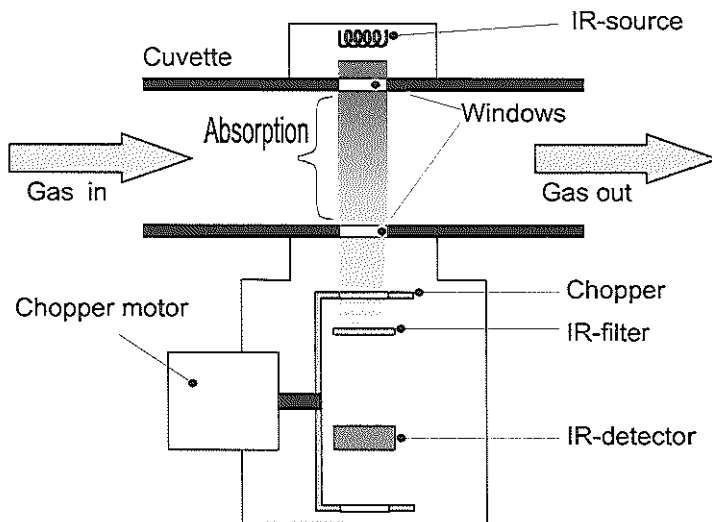 IR-source
Cuvette
Absorption
Windows
Gas in
Gas out
Chopper
Chopper motor
IR-filter
IR-detector